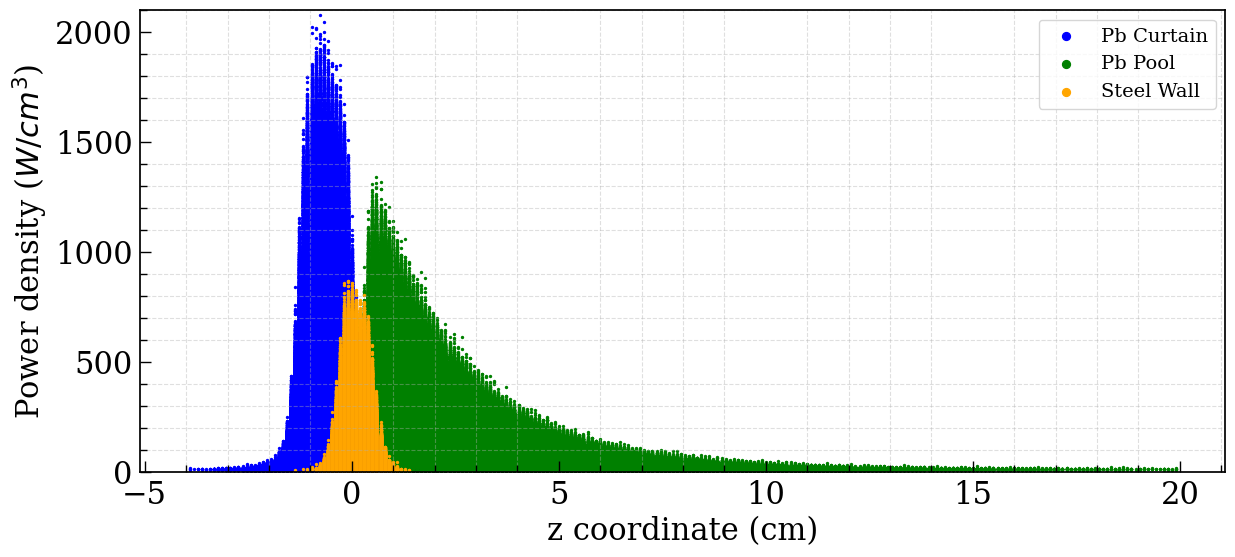 Power density (W/cm³)
2000
1500
1000
500
0
−5
0
5
10
15
20
z coordinate (cm)
Pb Curtain
Pb Pool
Steel Wall